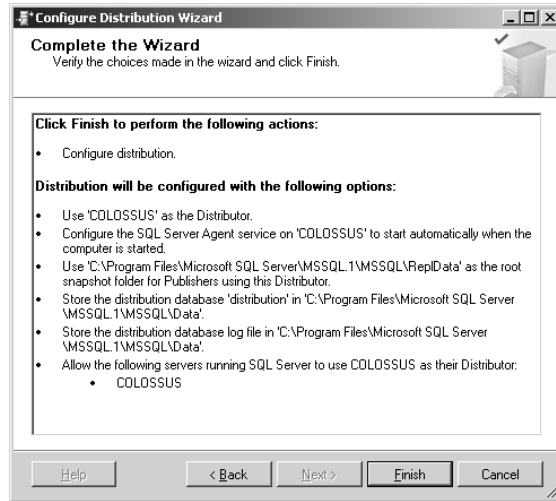 Configure Distribution Wizard
Complete the Wizard
Verify the choices made in the wizard and click Finish.
Click Finish to perform the following actions:
• Configure distribution.
Distribution will be configured with the following options:
• Use 'COLOSSUS' as the Distributor.
• Configure the SQL Server Agent service on 'COLOSSUS' to start automatically when the
computer is started.
• Use 'C:\Program Files\Microsoft SQL Server\MSSQL.1\MSSQL\ReplData' as the root
snapshot folder for Publishers using this Distributor.
• Store the distribution database 'distribution' in 'C:\Program Files\Microsoft SQL Server
\MSSQL.1\MSSQL\Data'.
• Store the distribution database log file in 'C:\Program Files\Microsoft SQL Server
\MSSQL.1\MSSQL\Data'.
• Allow the following servers running SQL Server to use COLOSSUS as their Distributor:
• COLOSSUS
Help < Back Next > Finish Cancel